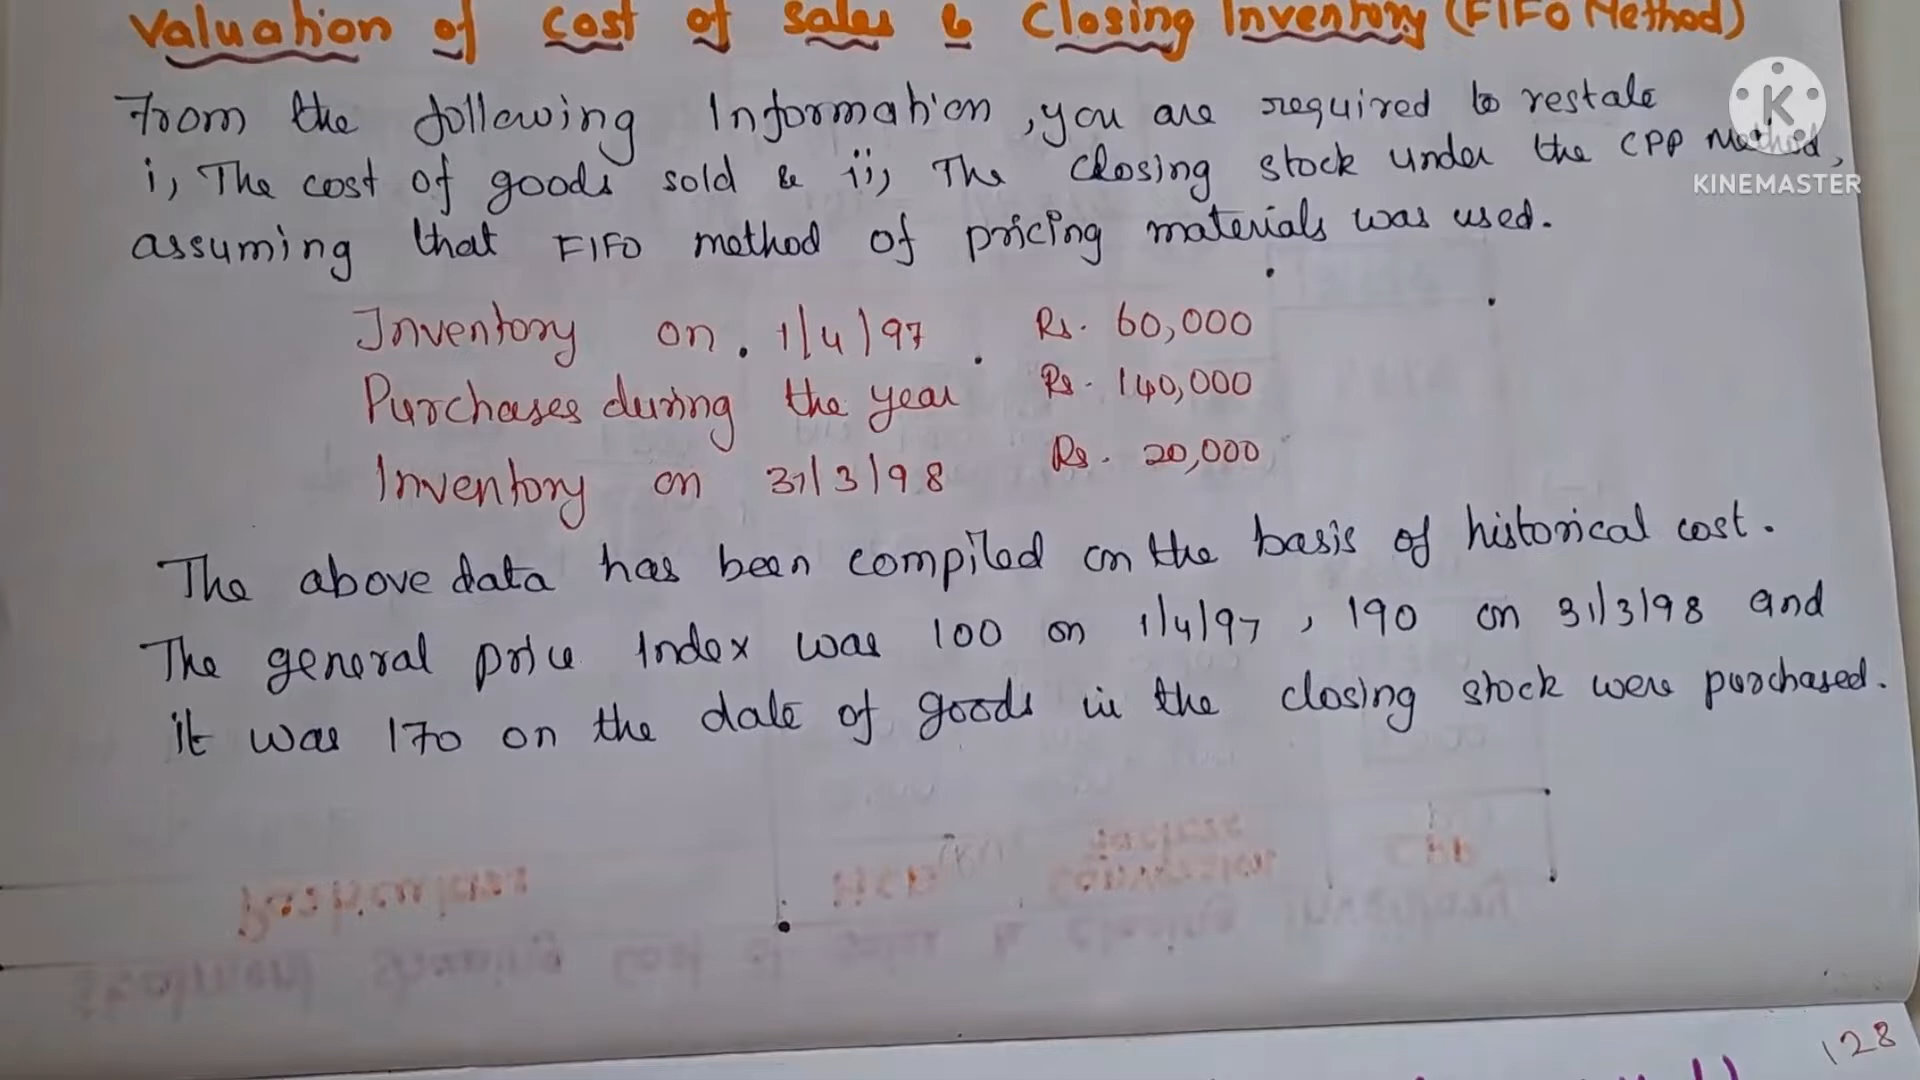 Valuation of cost of sales & Closing Inventory (FIFO Method)
From the following Information, you are required to restate
i, The cost of goods sold & ii, The closing stock under the CPP Method,
assuming that FIFO method of pricing materials was used.
Inventory on 1/4/97 Rs. 60,000
Purchases during the year Rs. 140,000
Inventory on 31/3/98 Rs. 20,000
The above data has been compiled on the basis of historical cost.
The general price Index was 100 on 1/4/97, 190 on 31/3/98 and
it was 170 on the date of goods in the closing stock were purchased.
128
K
KINEMASTER